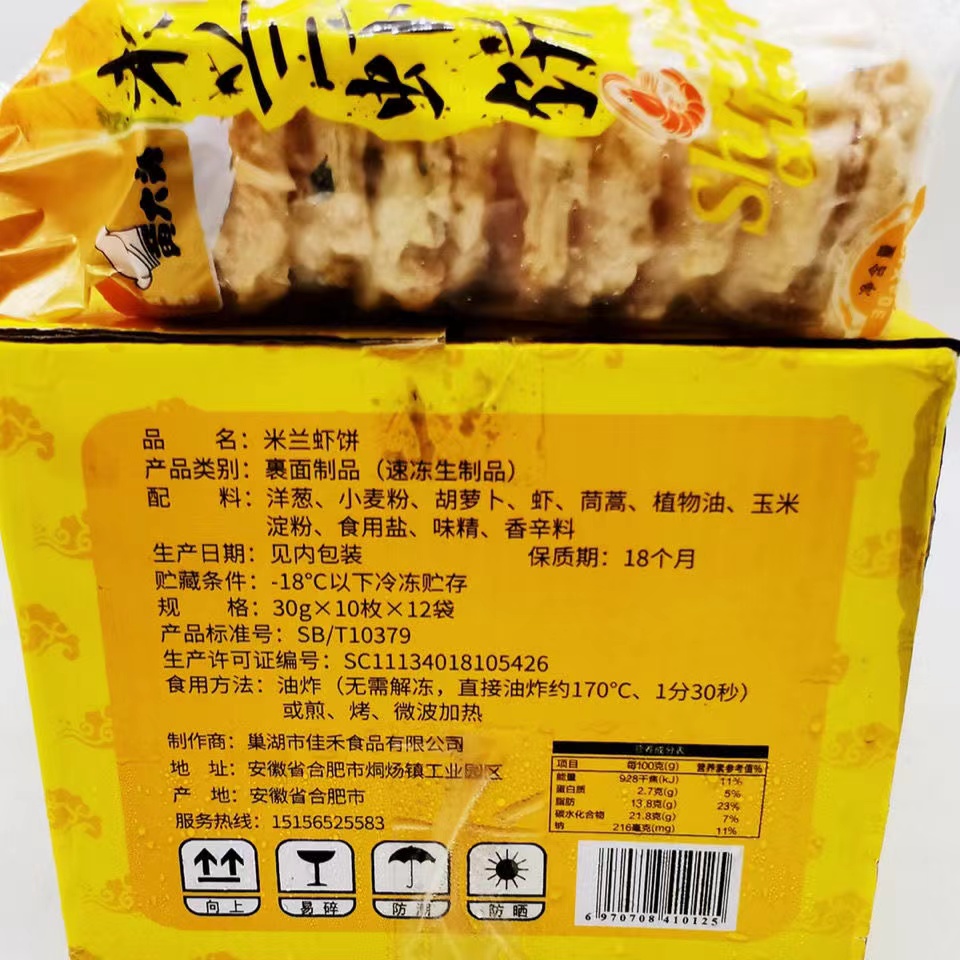 米兰虾饼
Sh
净含量
品 名：米兰虾饼
产品类别：裹面制品（速冻生制品）
配 料：洋葱、小麦粉、胡萝卜、虾、茼蒿、植物油、玉米
淀粉、食用盐、味精、香辛料
生产日期：见内包装 保质期：18个月
贮藏条件：-18℃以下冷冻贮存
规 格：30g×10枚×12袋
产品标准号：SB/T10379
生产许可证编号：SC11134018105426
食用方法：油炸（无需解冻，直接油炸约170℃、1分30秒）
或煎、烤、微波加热
制作商：巢湖市佳禾食品有限公司
地 址：安徽省合肥市烔炀镇工业园区
产 地：安徽省合肥市
服务热线：15156525583
营养成分表
项目 每100克(g) 营养素参考值%
能量 928千焦(kJ) 11%
蛋白质 2.7克(g) 5%
脂肪 13.8克(g) 23%
碳水化合物 21.8克(g) 7%
钠 216毫克(mg) 11%
向上 易碎 防潮 防晒
6 970708 410125